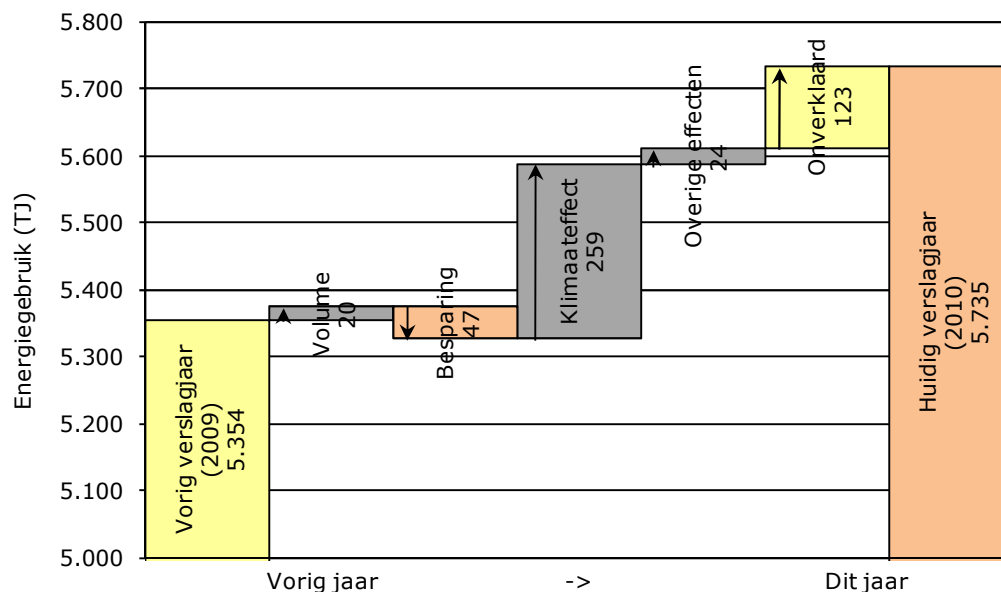 5.800
5.700
5.600
5.500
5.400
5.300
5.200
5.100
5.000
Energiegebruik (TJ)
Vorig verslagjaar
(2009)
5.354
Volume
20
Besparing
47
Klimaateffect
259
Overige effecten
24
Onverklaard
123
Huidig verslagjaar
(2010)
5.735
Vorig jaar
->
Dit jaar